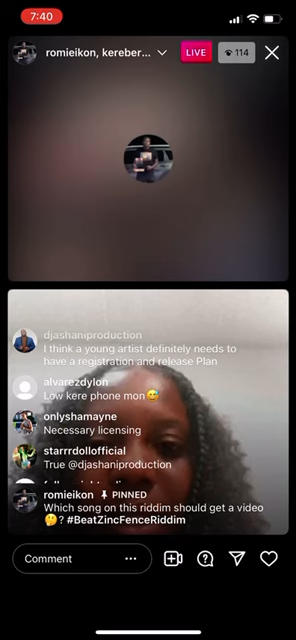 7:40
romieikon, kereber...
LIVE
114
djashaniproduction
I think a young artist definitely needs to
have a registration and release Plan
alvarezdylon
Low kere phone mon😅
onlyshamayne
Necessary licensing
starrrdollofficial
True @djashaniproduction
romieikon PINNED
Which song on this riddim should get a video
🤔? #BeatZincFenceRiddim
Comment